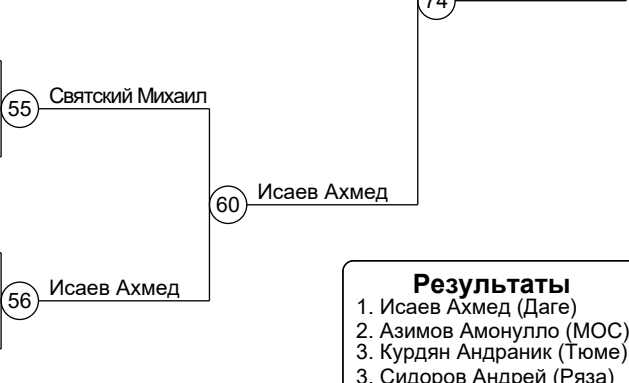 74
Святский Михаил
55
Исаев Ахмед
60
Исаев Ахмед
56
Результаты
1. Исаев Ахмед (Даге)
2. Азимов Амонулло (МОС)
3. Курдян Андраник (Тюме)
3. Сидоров Андрей (Ряза)